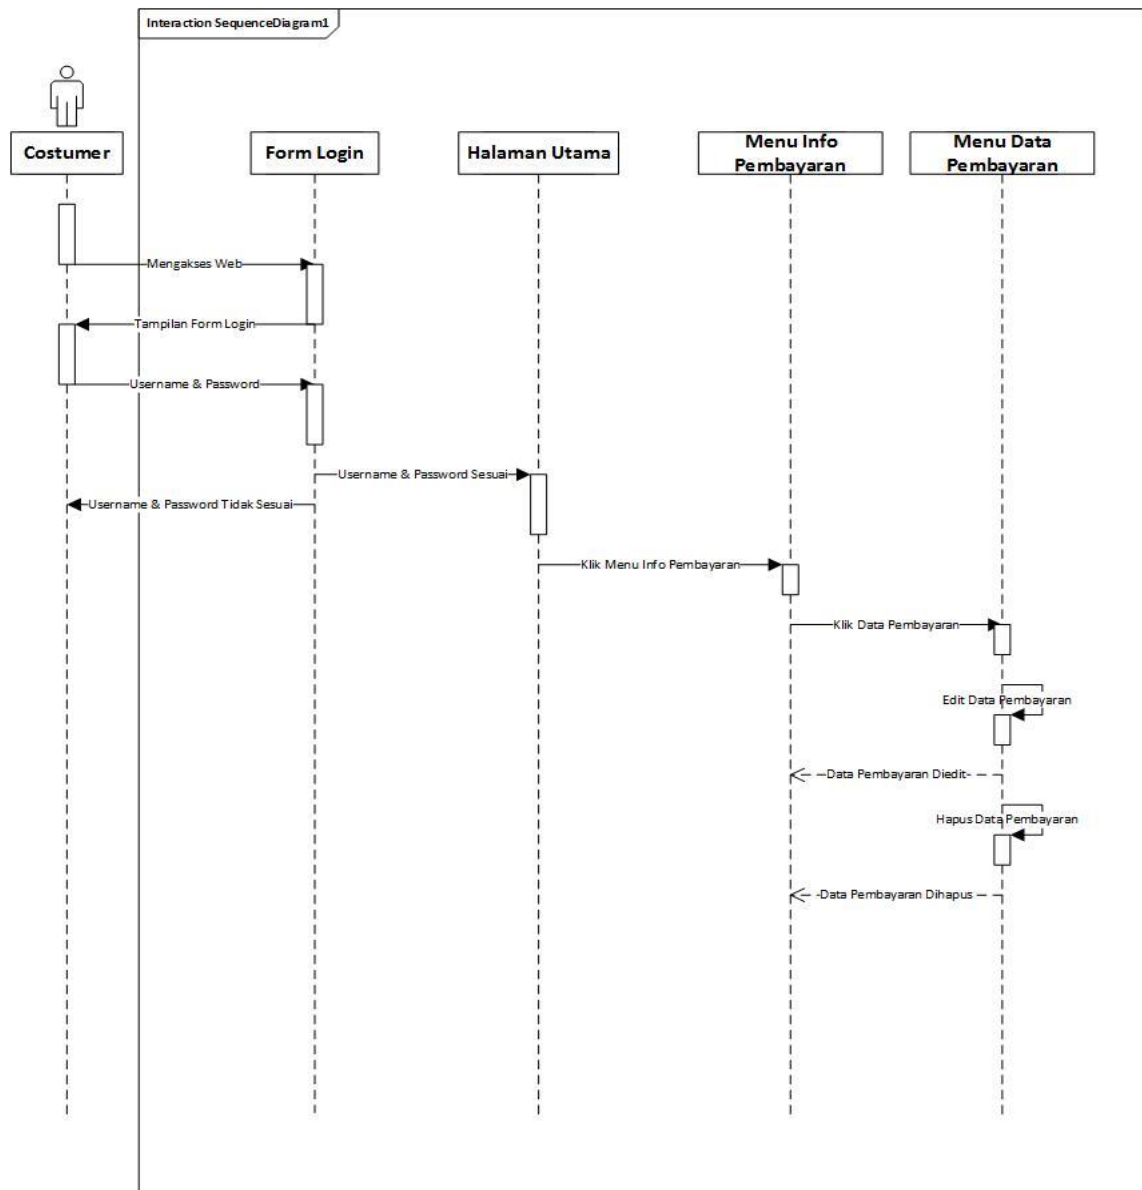 Interaction SequenceDiagram1
Costumer
Form Login
Halaman Utama
Menu Info
Pembayaran
Menu Data
Pembayaran
Mengakses Web
Tampilan Form Login
Username & Password
Username & Password Sesuai
Username & Password Tidak Sesuai
Klik Menu Info Pembayaran
Klik Data Pembayaran
Edit Data Pembayaran
Data Pembayaran Diedit
Hapus Data Pembayaran
Data Pembayaran Dihapus